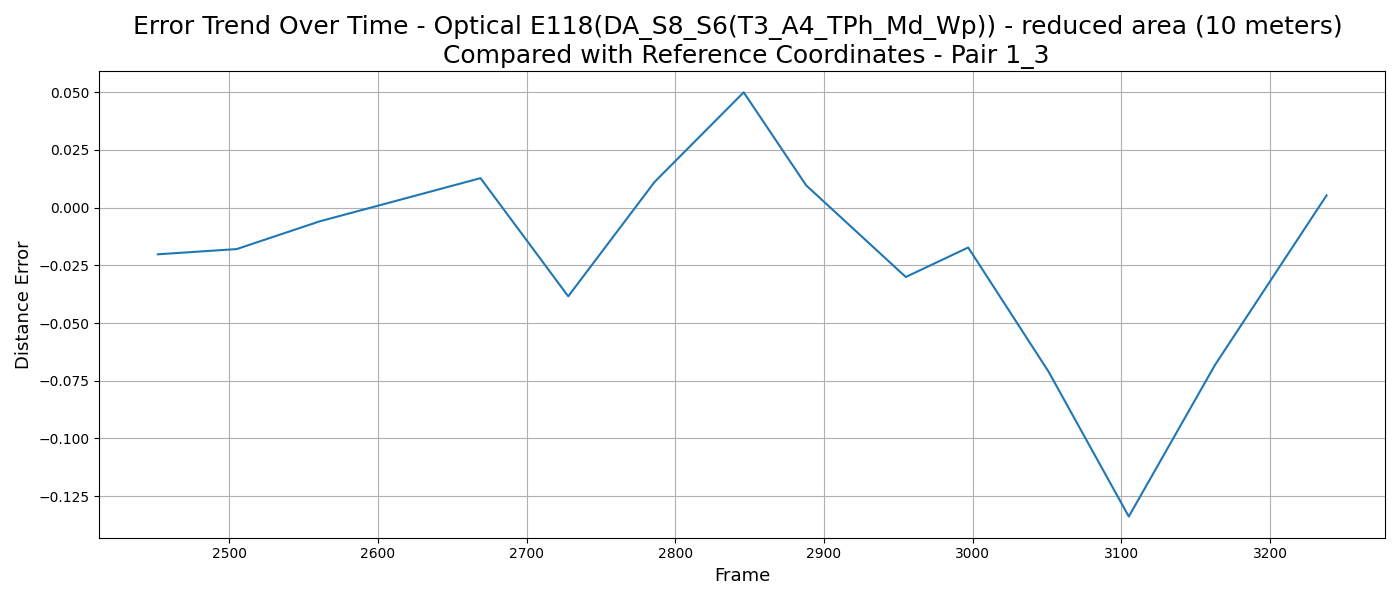 Error Trend Over Time - Optical E118(DA_S8_S6(T3_A4_TPh_Md_Wp)) - reduced area (10 meters)
Compared with Reference Coordinates - Pair 1_3
Distance Error
0.050
0.025
0.000
−0.025
−0.050
−0.075
−0.100
−0.125
2500 2600 2700 2800 2900 3000 3100 3200
Frame